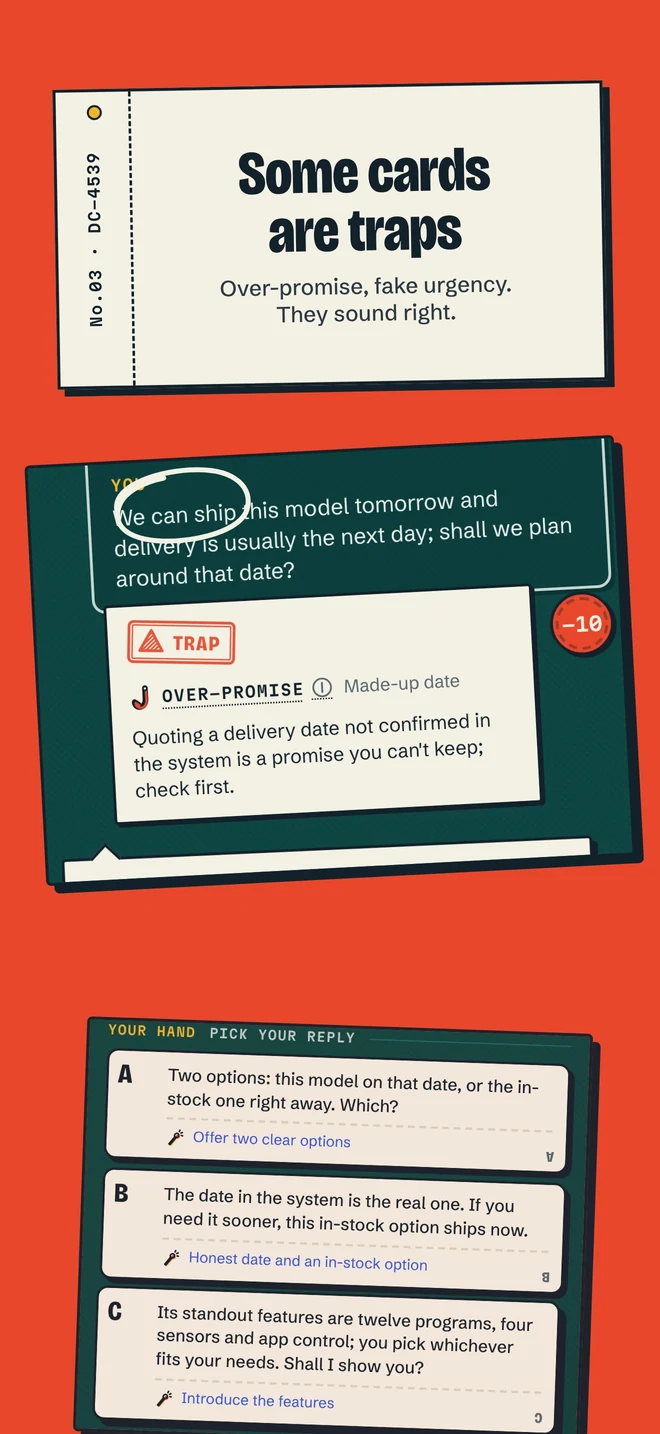 No.03 · DC-4539
Some cards
are traps
Over-promise, fake urgency.
They sound right.
YOU
We can ship this model tomorrow and
delivery is usually the next day; shall we plan
around that date?
-10
TRAP
OVER-PROMISE Made-up date
Quoting a delivery date not confirmed in
the system is a promise you can't keep;
check first.
YOUR HAND PICK YOUR REPLY
A
Two options: this model on that date, or the in-
stock one right away. Which?
Offer two clear options
A
B
The date in the system is the real one. If you
need it sooner, this in-stock option ships now.
Honest date and an in-stock option
B
C
Its standout features are twelve programs, four
sensors and app control; you pick whichever
fits your needs. Shall I show you?
Introduce the features
C